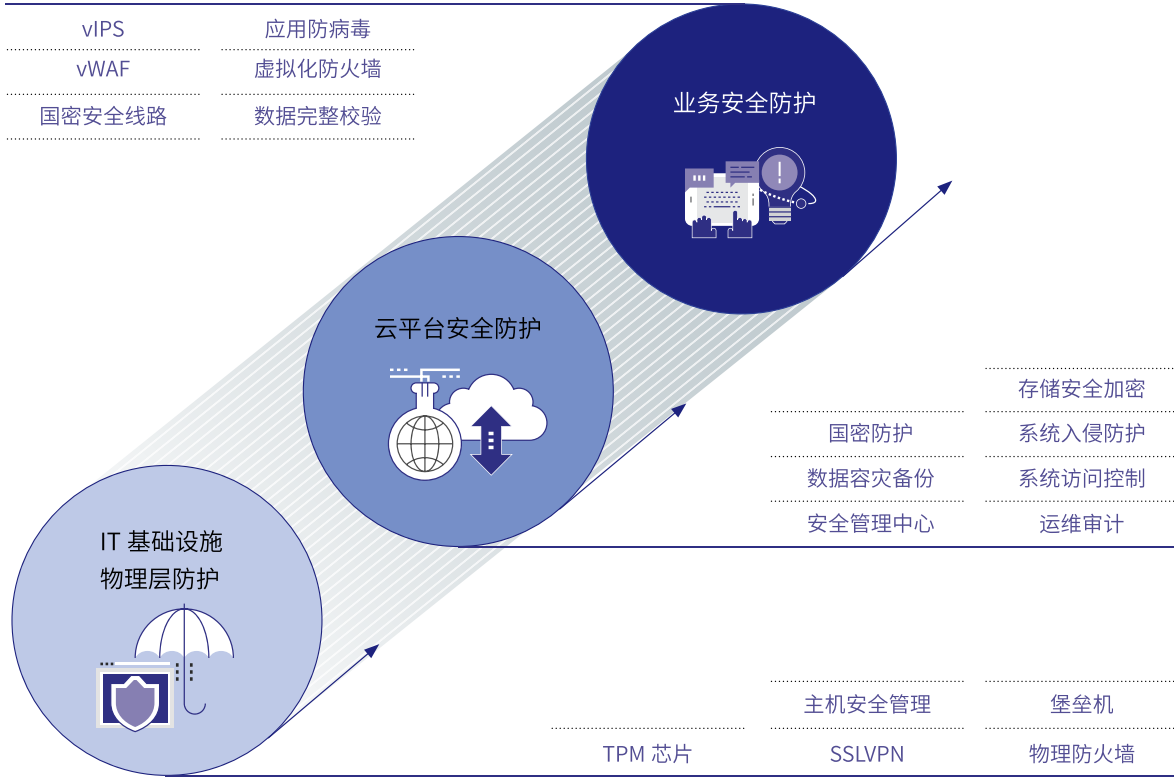 vIPS
应用防病毒
vWAF
虚拟化防火墙
国密安全线路
数据完整校验
业务安全防护
云平台安全防护
存储安全加密
国密防护
系统入侵防护
数据容灾备份
系统访问控制
安全管理中心
运维审计
IT 基础设施
物理层防护
主机安全管理
堡垒机
TPM 芯片
SSLVPN
物理防火墙